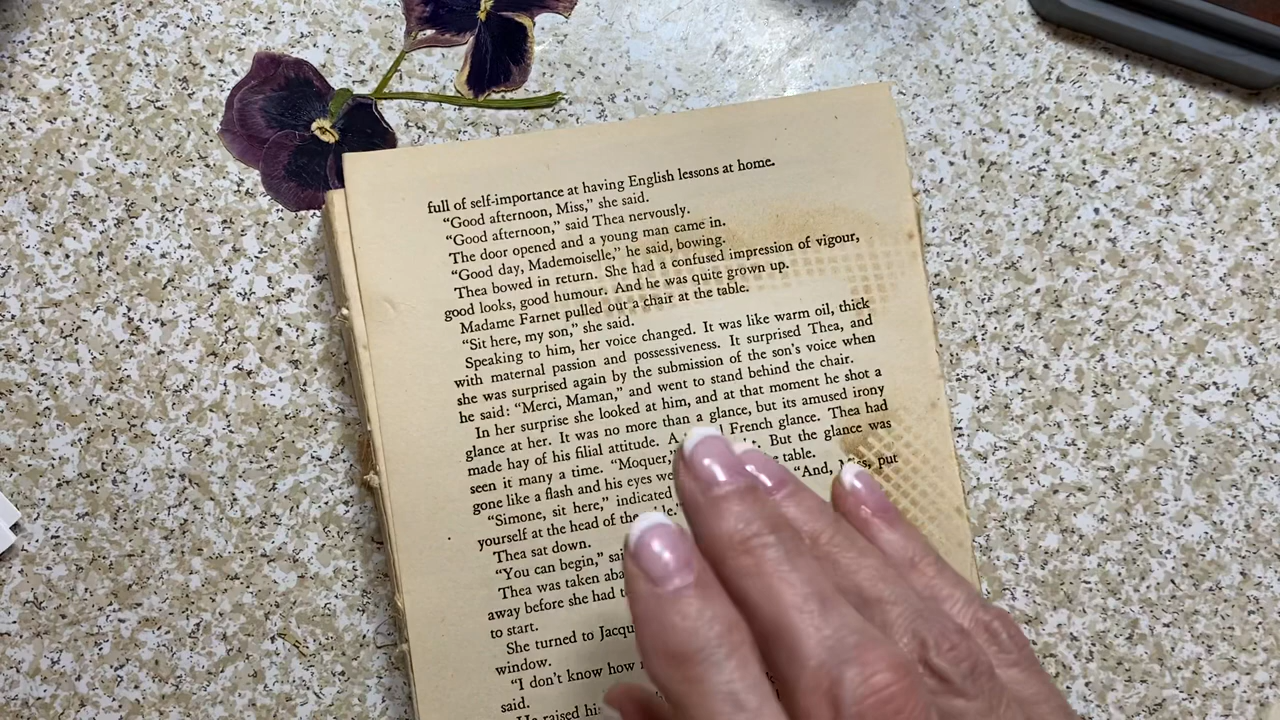 full of self-importance at having English lessons at home.
“Good afternoon, Miss,” she said.
“Good afternoon,” said Thea nervously.
The door opened and a young man came in.
“Good day, Mademoiselle,” he said, bowing.
Thea bowed in return. She had a confused impression of vigour,
good looks, good humour. And he was quite grown up.
Madame Farnet pulled out a chair at the table.
“Sit here, my son,” she said.
Speaking to him, her voice changed. It was like warm oil, thick
with maternal passion and possessiveness. It surprised Thea, and
she was surprised again by the submission of the son’s voice when
he said: “Merci, Maman,” and went to stand behind the chair.
In her surprise she looked at him, and at that moment he shot a
glance at her. It was no more than a glance, but its amused irony
made hay of his filial attitude. French glance. Thea had
seen it many a time. “Moquer, But the glance was
gone like a flash and his eyes table.
“Simone, sit here,” indicated “And, Miss, put
yourself at the head of the
Thea sat down.
“You can begin,”
Thea was taken
away before she had
to start.
She turned to
window.
“I don’t know how
said.
He raised